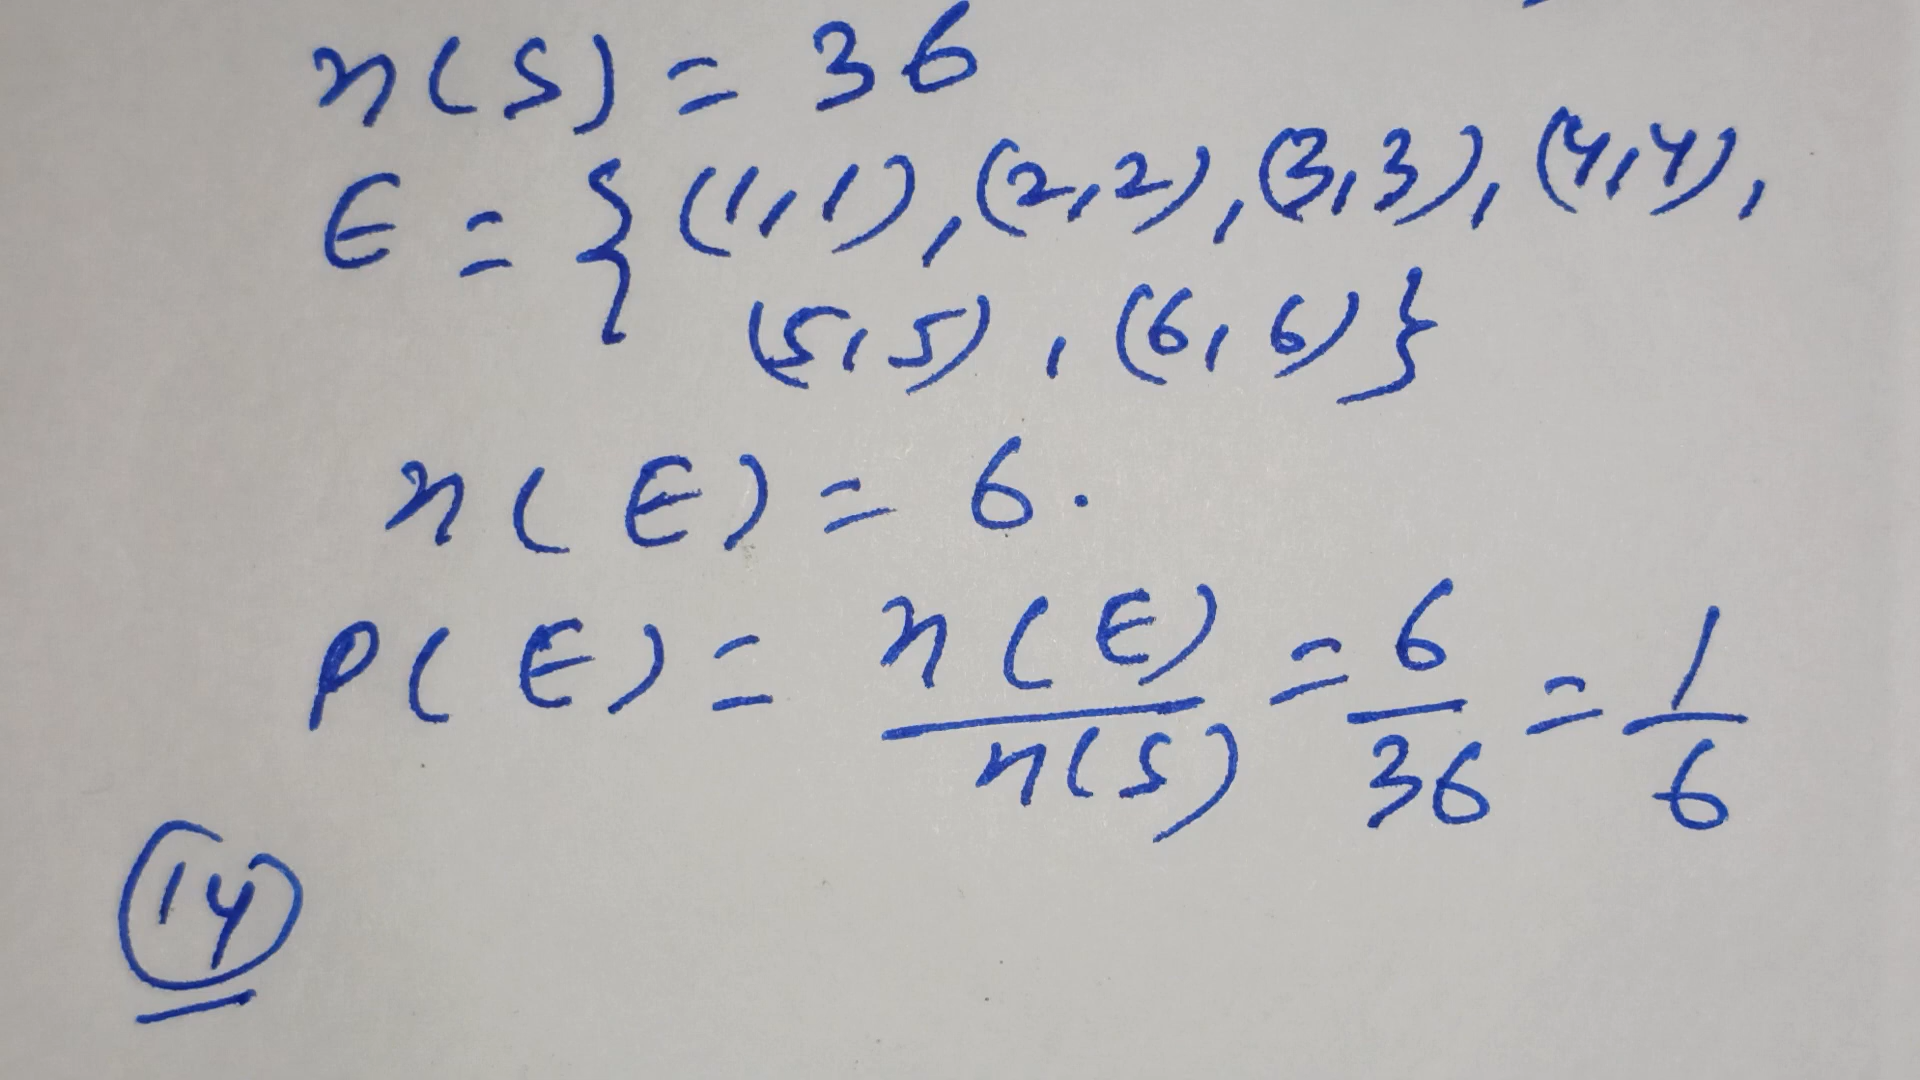 n(S) = 36
E = {(1,1), (2,2), (3,3), (4,4),
(5,5), (6,6)}
n(E) = 6.
P(E) = n(E)/n(S) = 6/36 = 1/6
14